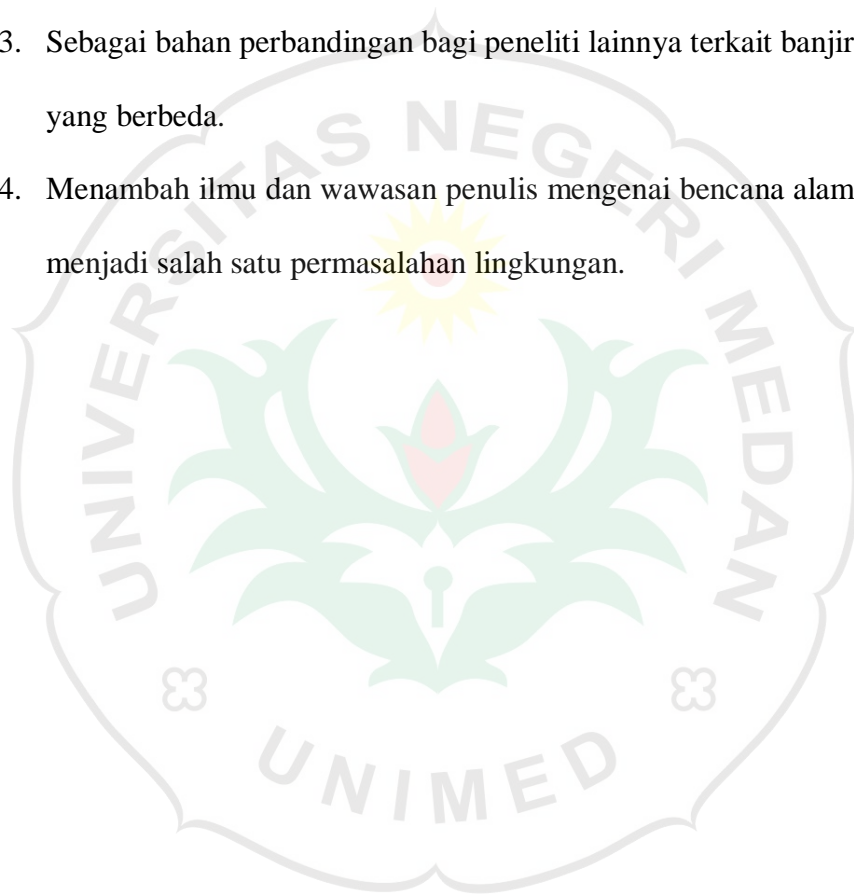 3. Sebagai bahan perbandingan bagi peneliti lainnya terkait banjir
yang berbeda.
4. Menambah ilmu dan wawasan penulis mengenai bencana alam
menjadi salah satu permasalahan lingkungan.
UNIVERSITAS NEGERI MEDAN
UNIMED